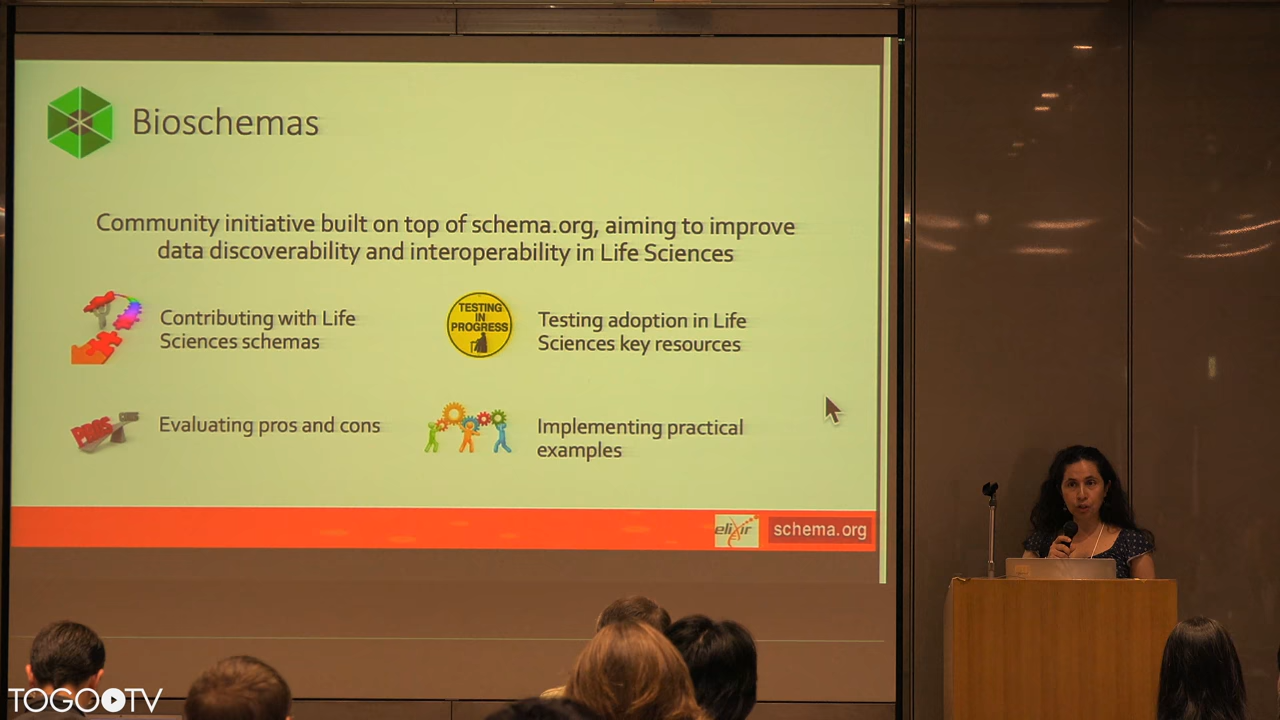 Bioschemas
Community initiative built on top of schema.org, aiming to improve
data discoverability and interoperability in Life Sciences
Contributing with Life
Sciences schemas
TESTING
IN
PROGRESS
Testing adoption in Life
Sciences key resources
PROS
Evaluating pros and cons
Implementing practical
examples
elixir
schema.org
TOGOTV